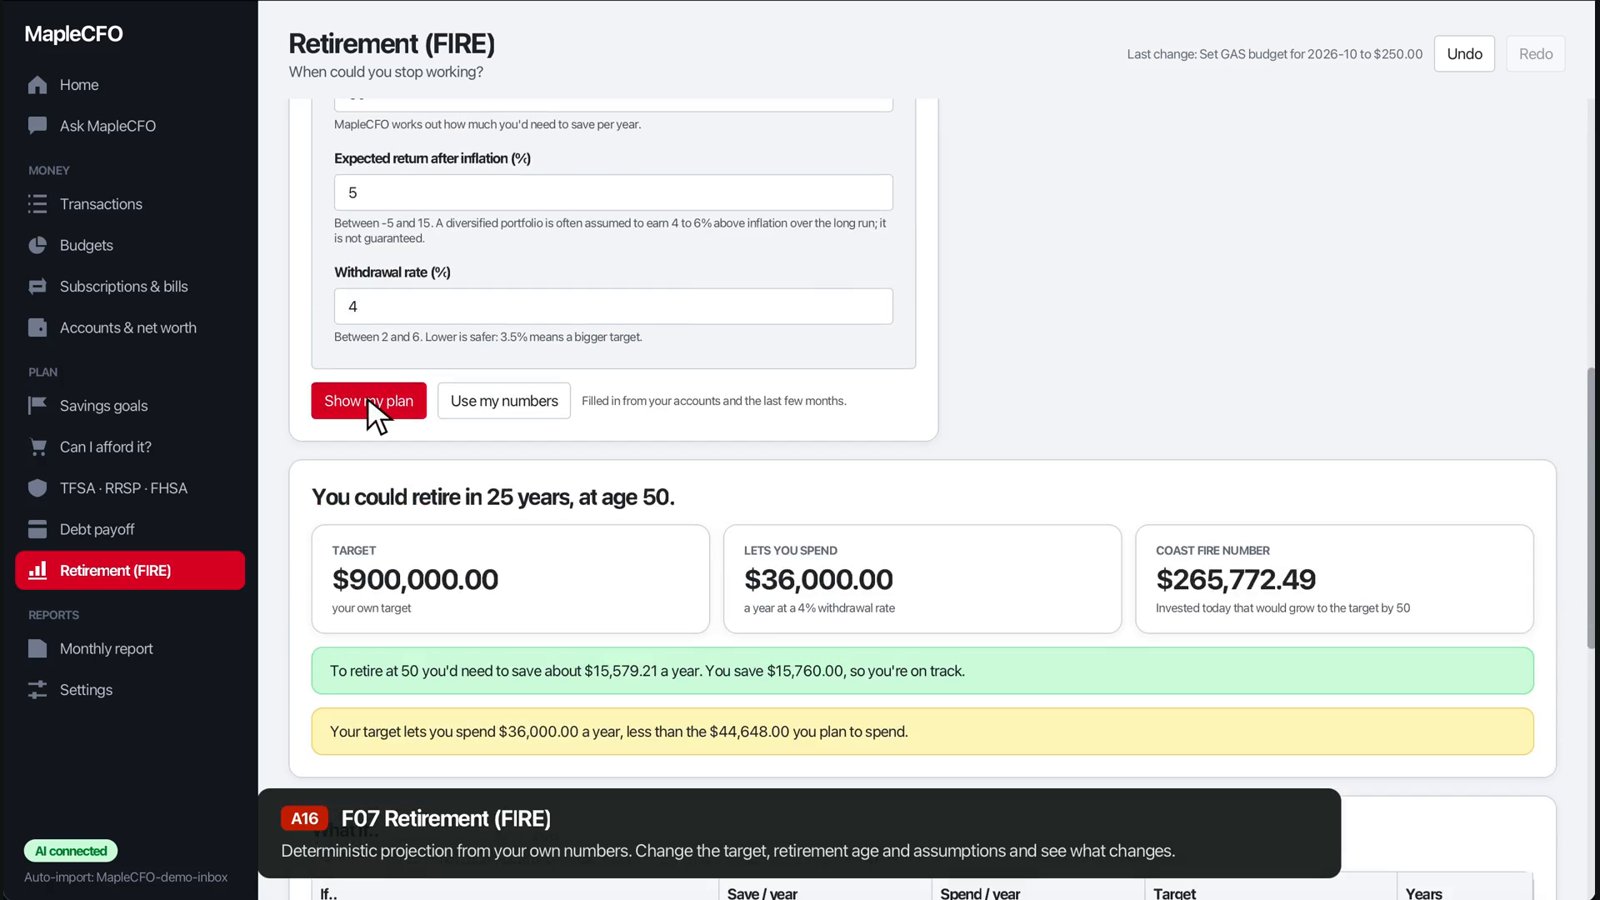 MapleCFO
Home
Ask MapleCFO
MONEY
Transactions
Budgets
Subscriptions & bills
Accounts & net worth
PLAN
Savings goals
Can I afford it?
TFSA · RRSP · FHSA
Debt payoff
Retirement (FIRE)
REPORTS
Monthly report
Settings
AI connected
Auto-import: MapleCFO-demo-inbox
Retirement (FIRE)
When could you stop working?
Last change: Set GAS budget for 2026-10 to $250.00
Undo
Redo
MapleCFO works out how much you'd need to save per year.
Expected return after inflation (%)
5
Between -5 and 15. A diversified portfolio is often assumed to earn 4 to 6% above inflation over the long run; it
is not guaranteed.
Withdrawal rate (%)
4
Between 2 and 6. Lower is safer: 3.5% means a bigger target.
Show my plan
Use my numbers
Filled in from your accounts and the last few months.
You could retire in 25 years, at age 50.
TARGET
$900,000.00
your own target
LETS YOU SPEND
$36,000.00
a year at a 4% withdrawal rate
COAST FIRE NUMBER
$265,772.49
Invested today that would grow to the target by 50
To retire at 50 you'd need to save about $15,579.21 a year. You save $15,760.00, so you're on track.
Your target lets you spend $36,000.00 a year, less than the $44,648.00 you plan to spend.
A16 F07 Retirement (FIRE)
Deterministic projection from your own numbers. Change the target, retirement age and assumptions and see what changes.
If.. Save / year Spend / year Target Years